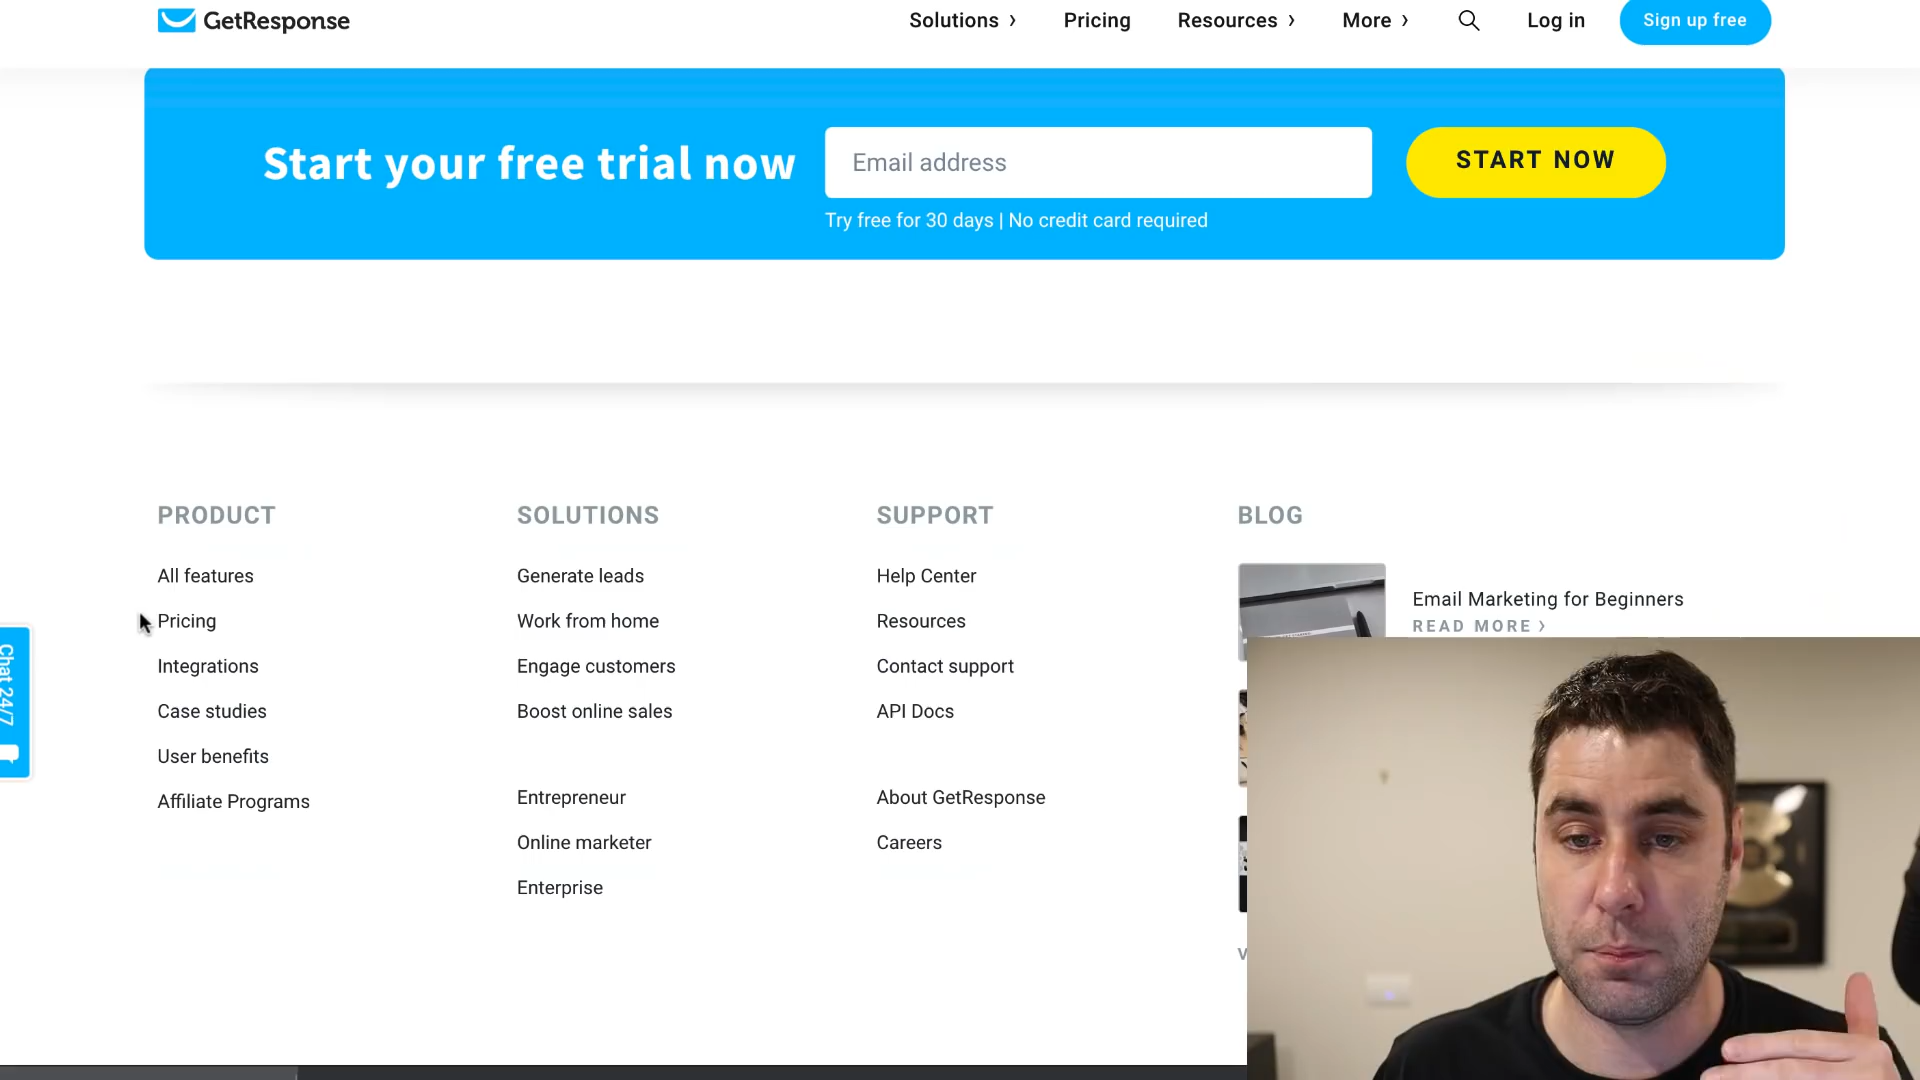 GetResponse
Solutions ›
Pricing
Resources ›
More ›
Log in
Sign up free
Start your free trial now
Email address
START NOW
Try free for 30 days | No credit card required
PRODUCT
All features
Pricing
Integrations
Case studies
User benefits
Affiliate Programs
SOLUTIONS
Generate leads
Work from home
Engage customers
Boost online sales
Entrepreneur
Online marketer
Enterprise
SUPPORT
Help Center
Resources
Contact support
API Docs
About GetResponse
Careers
BLOG
Email Marketing for Beginners
READ MORE ›
Chat 24/7